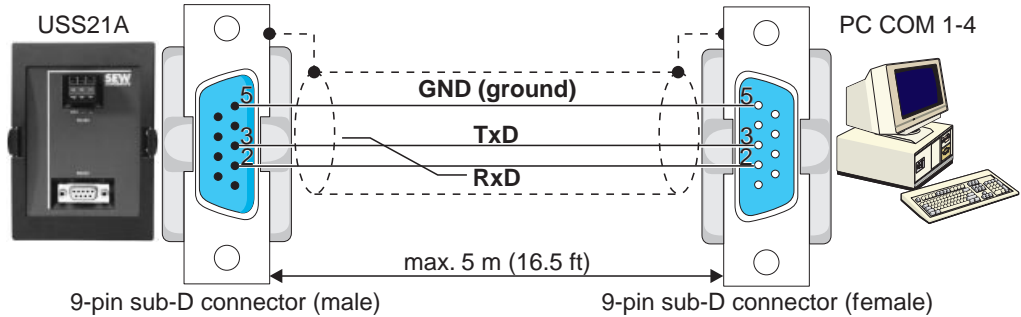 USS21A
PC COM 1-4
SEW
5
GND (ground)
5
3
TxD
3
2
RxD
2
max. 5 m (16.5 ft)
9-pin sub-D connector (male)
9-pin sub-D connector (female)